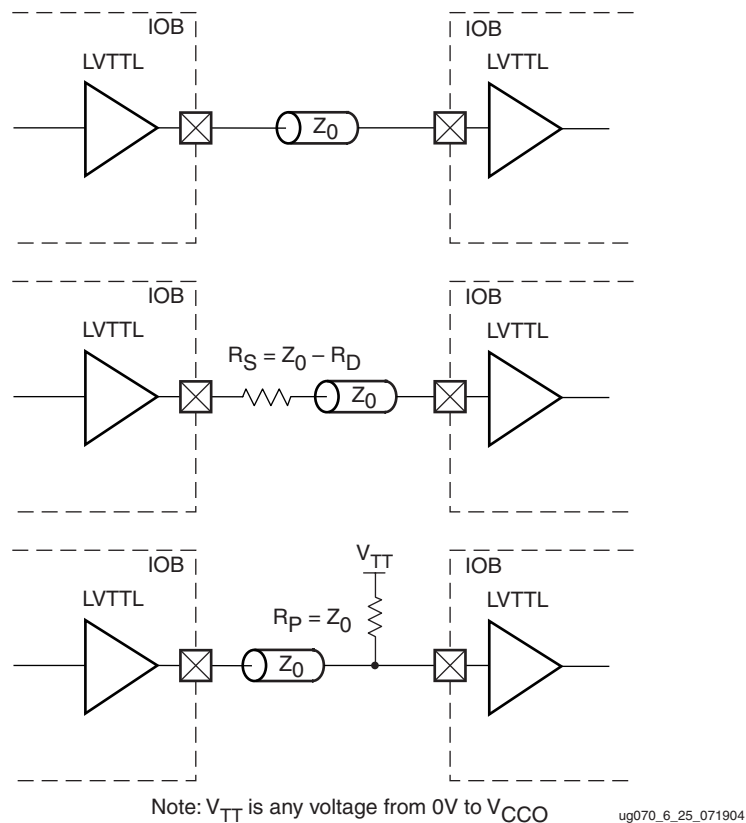 IOB
IOB
LVTTL
LVTTL
Z0
IOB
IOB
LVTTL
LVTTL
RS = Z0 – RD
Z0
VTT
IOB
IOB
LVTTL
LVTTL
RP = Z0
Z0
Note: VTT is any voltage from 0V to VCCO
ug070_6_25_071904